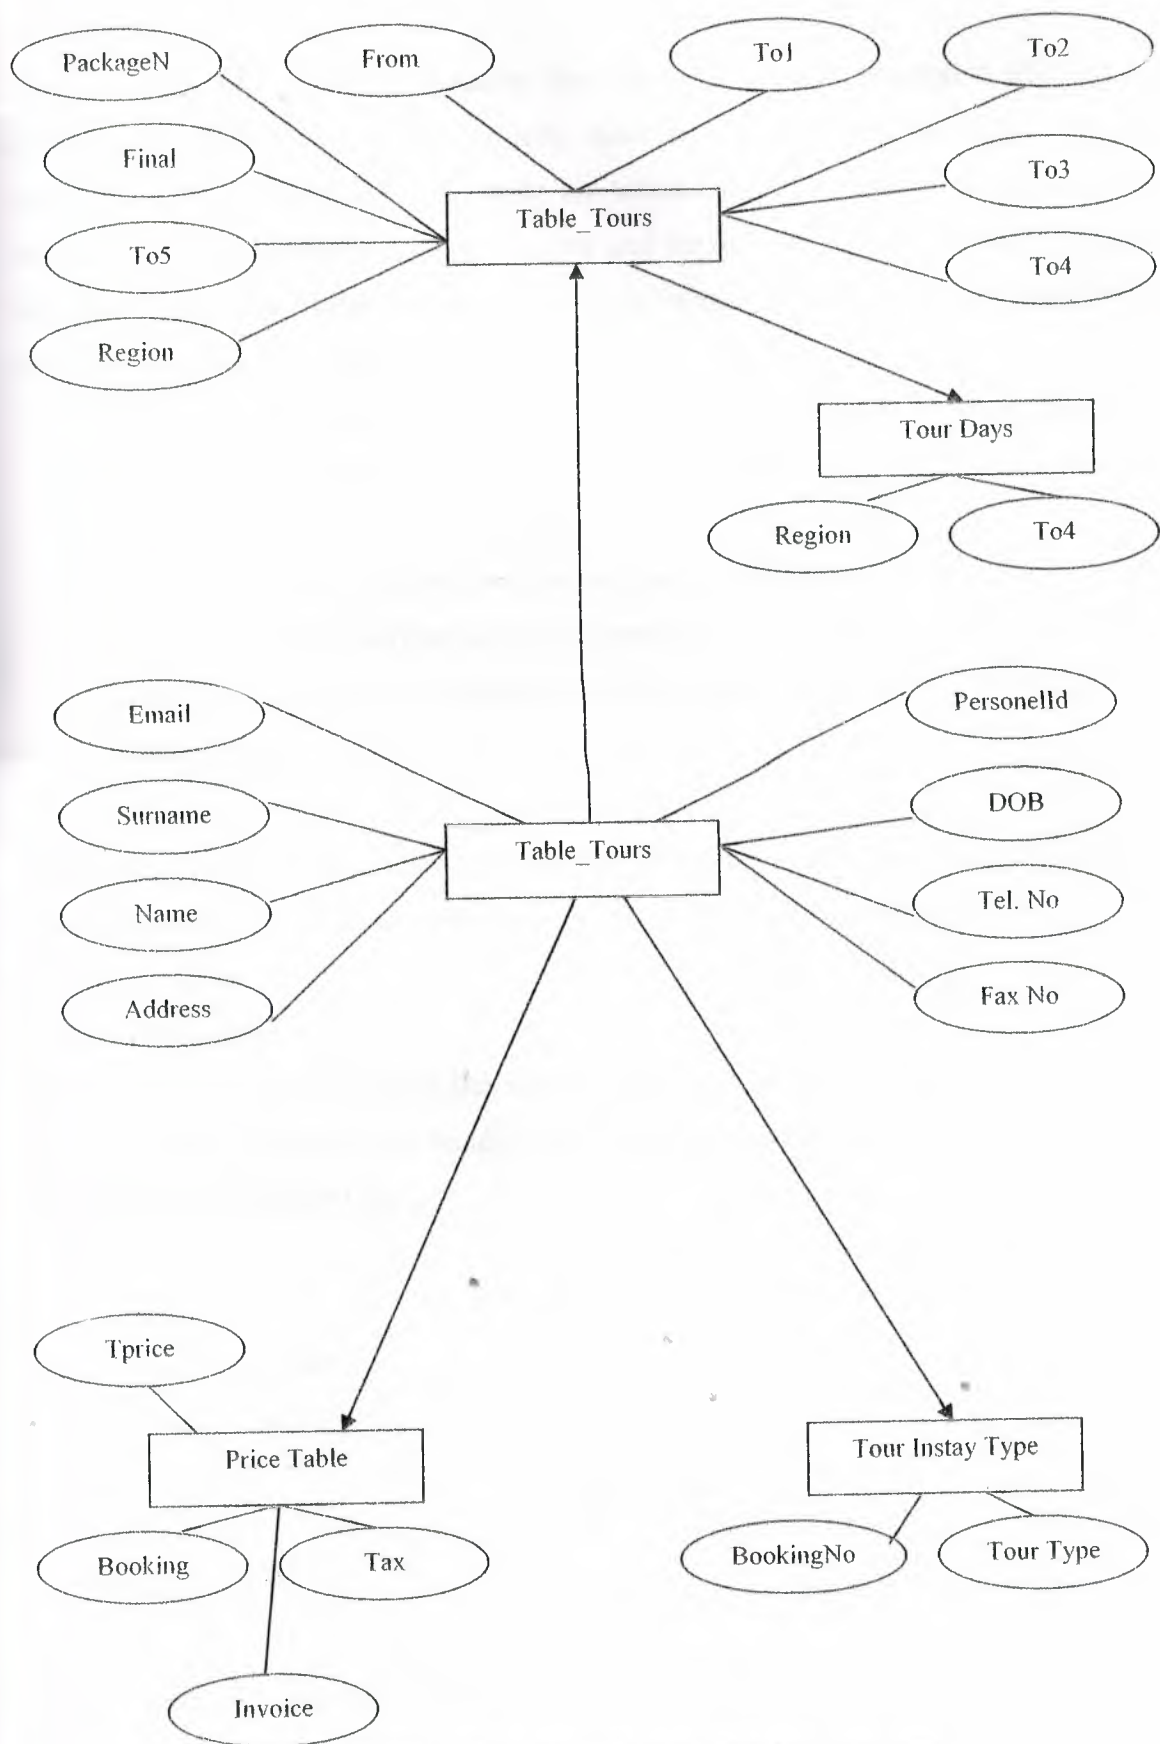 PackageN
From
To1
To2
Final
To3
Table_Tours
To5
To4
Region
Tour Days
Region
To4
Email
PersonelId
Surname
DOB
Table_Tours
Name
Tel. No
Address
Fax No
Tprice
Price Table
Tour Instay Type
Booking
Tax
BookingNo
Tour Type
Invoice